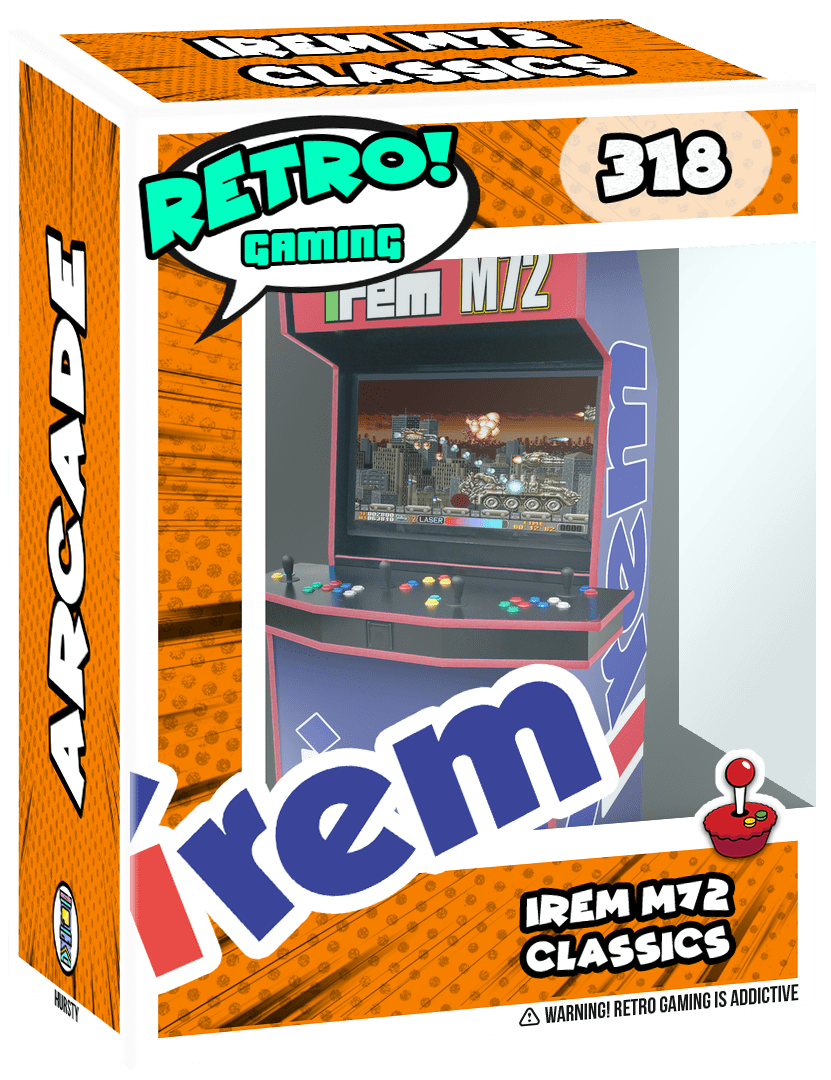 IREM M72
CLASSICS
RETRO!
GAMING
318
irem M72
LASER
0000
irem
ARCADE
irem
IREM M72
CLASSICS
HURSTY
WARNING! RETRO GAMING IS ADDICTIVE